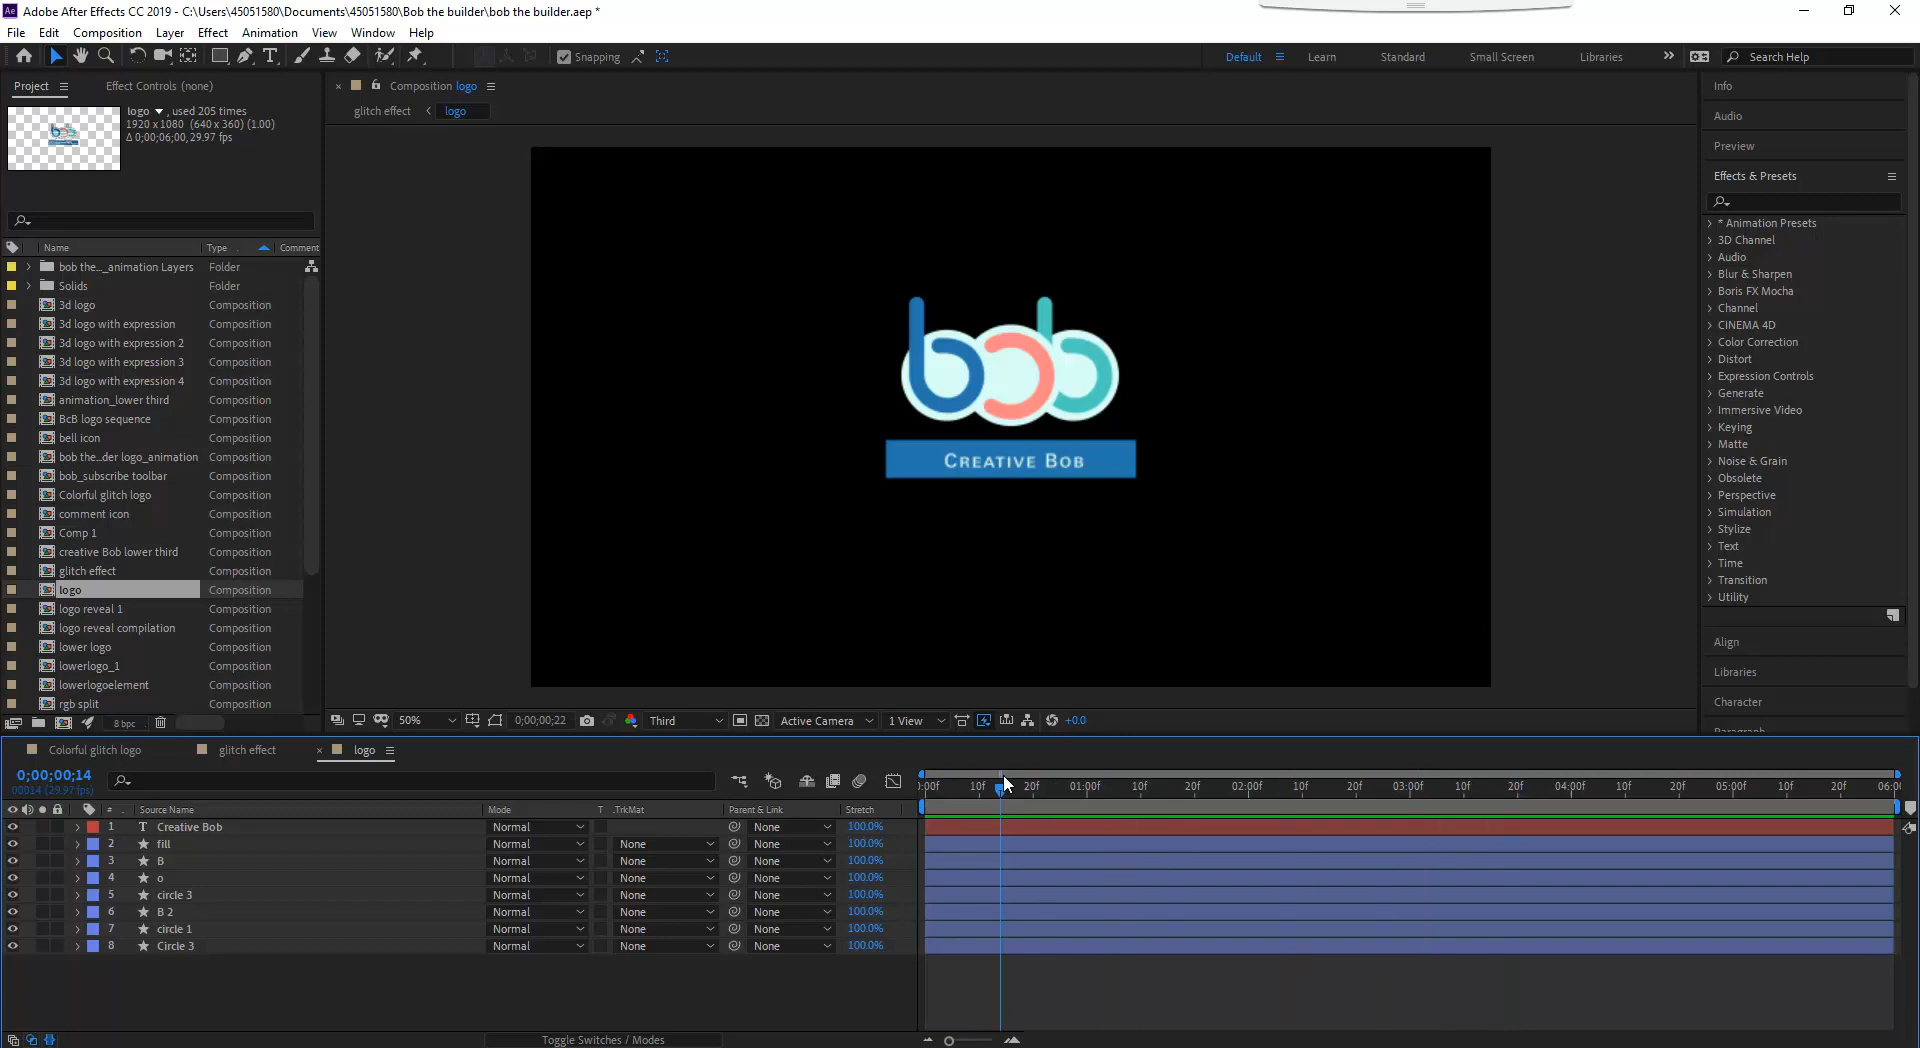 Adobe After Effects CC 2019 - C:\Users\45051580\Documents\45051580\Bob the builder\bob the builder.aep *
File Edit Composition Layer Effect Animation View Window Help
Snapping
Default Learn Standard Small Screen Libraries Search Help
Project Effect Controls (none)
logo , used 205 times
1920 x 1080 (640 x 360) (1.00)
Δ 0;00;06;00, 29.97 fps
Name Type Comment
bob the..._animation Layers Folder
Solids Folder
3d logo Composition
3d logo with expression Composition
3d logo with expression 2 Composition
3d logo with expression 3 Composition
3d logo with expression 4 Composition
animation_lower third Composition
BcB logo sequence Composition
bell icon Composition
bob the...der logo_animation Composition
bob_subscribe toolbar Composition
Colorful glitch logo Composition
comment icon Composition
Comp 1 Composition
creative Bob lower third Composition
glitch effect Composition
logo Composition
logo reveal 1 Composition
logo reveal compilation Composition
lower logo Composition
lowerlogo_1 Composition
lowerlogoelement Composition
rgb split Composition
8 bpc
Composition logo
glitch effect logo
bob
Creative Bob
50% 0;00;00;22 Third Active Camera 1 View +0.0
Info
Audio
Preview
Effects & Presets
* Animation Presets
3D Channel
Audio
Blur & Sharpen
Boris FX Mocha
Channel
CINEMA 4D
Color Correction
Distort
Expression Controls
Generate
Immersive Video
Keying
Matte
Noise & Grain
Obsolete
Perspective
Simulation
Stylize
Text
Time
Transition
Utility
Align
Libraries
Character
Paragraph
Colorful glitch logo glitch effect logo
0;00;00;14
00014 (29.97 fps)
:00f 10f 20f 01:00f 10f 20f 02:00f 10f 20f 03:00f 10f 20f 04:00f 10f 20f 05:00f 10f 20f 06:00
# Source Name Mode T .TrkMat Parent & Link Stretch
1 T Creative Bob Normal None 100.0%
2 fill Normal None None 100.0%
3 B Normal None None 100.0%
4 o Normal None None 100.0%
5 circle 3 Normal None None 100.0%
6 B 2 Normal None None 100.0%
7 circle 1 Normal None None 100.0%
8 Circle 3 Normal None None 100.0%
Toggle Switches / Modes